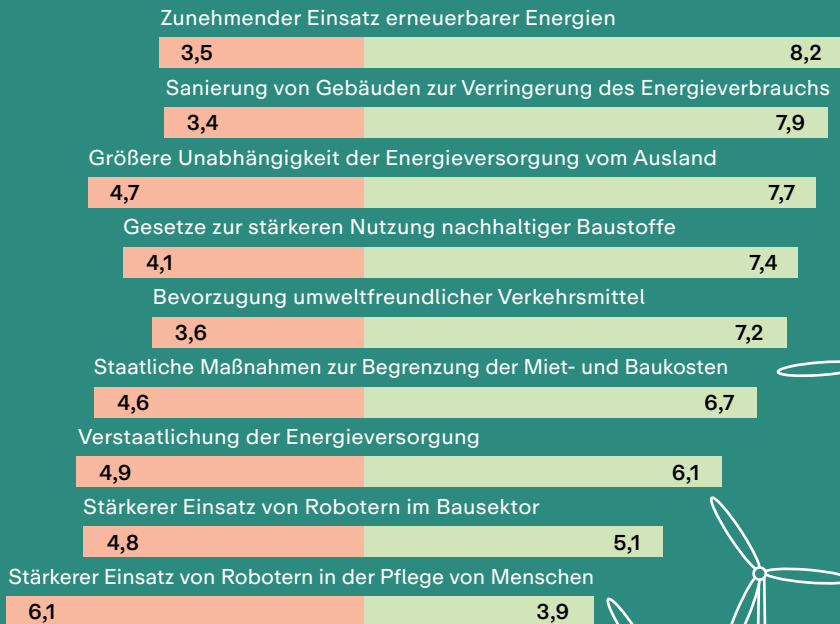 Zunehmender Einsatz erneuerbarer Energien
3,5 8,2
Sanierung von Gebäuden zur Verringerung des Energieverbrauchs
3,4 7,9
Größere Unabhängigkeit der Energieversorgung vom Ausland
4,7 7,7
Gesetze zur stärkeren Nutzung nachhaltiger Baustoffe
4,1 7,4
Bevorzugung umweltfreundlicher Verkehrsmittel
3,6 7,2
Staatliche Maßnahmen zur Begrenzung der Miet- und Baukosten
4,6 6,7
Verstaatlichung der Energieversorgung
4,9 6,1
Stärkerer Einsatz von Robotern im Bausektor
4,8 5,1
Stärkerer Einsatz von Robotern in der Pflege von Menschen
6,1 3,9